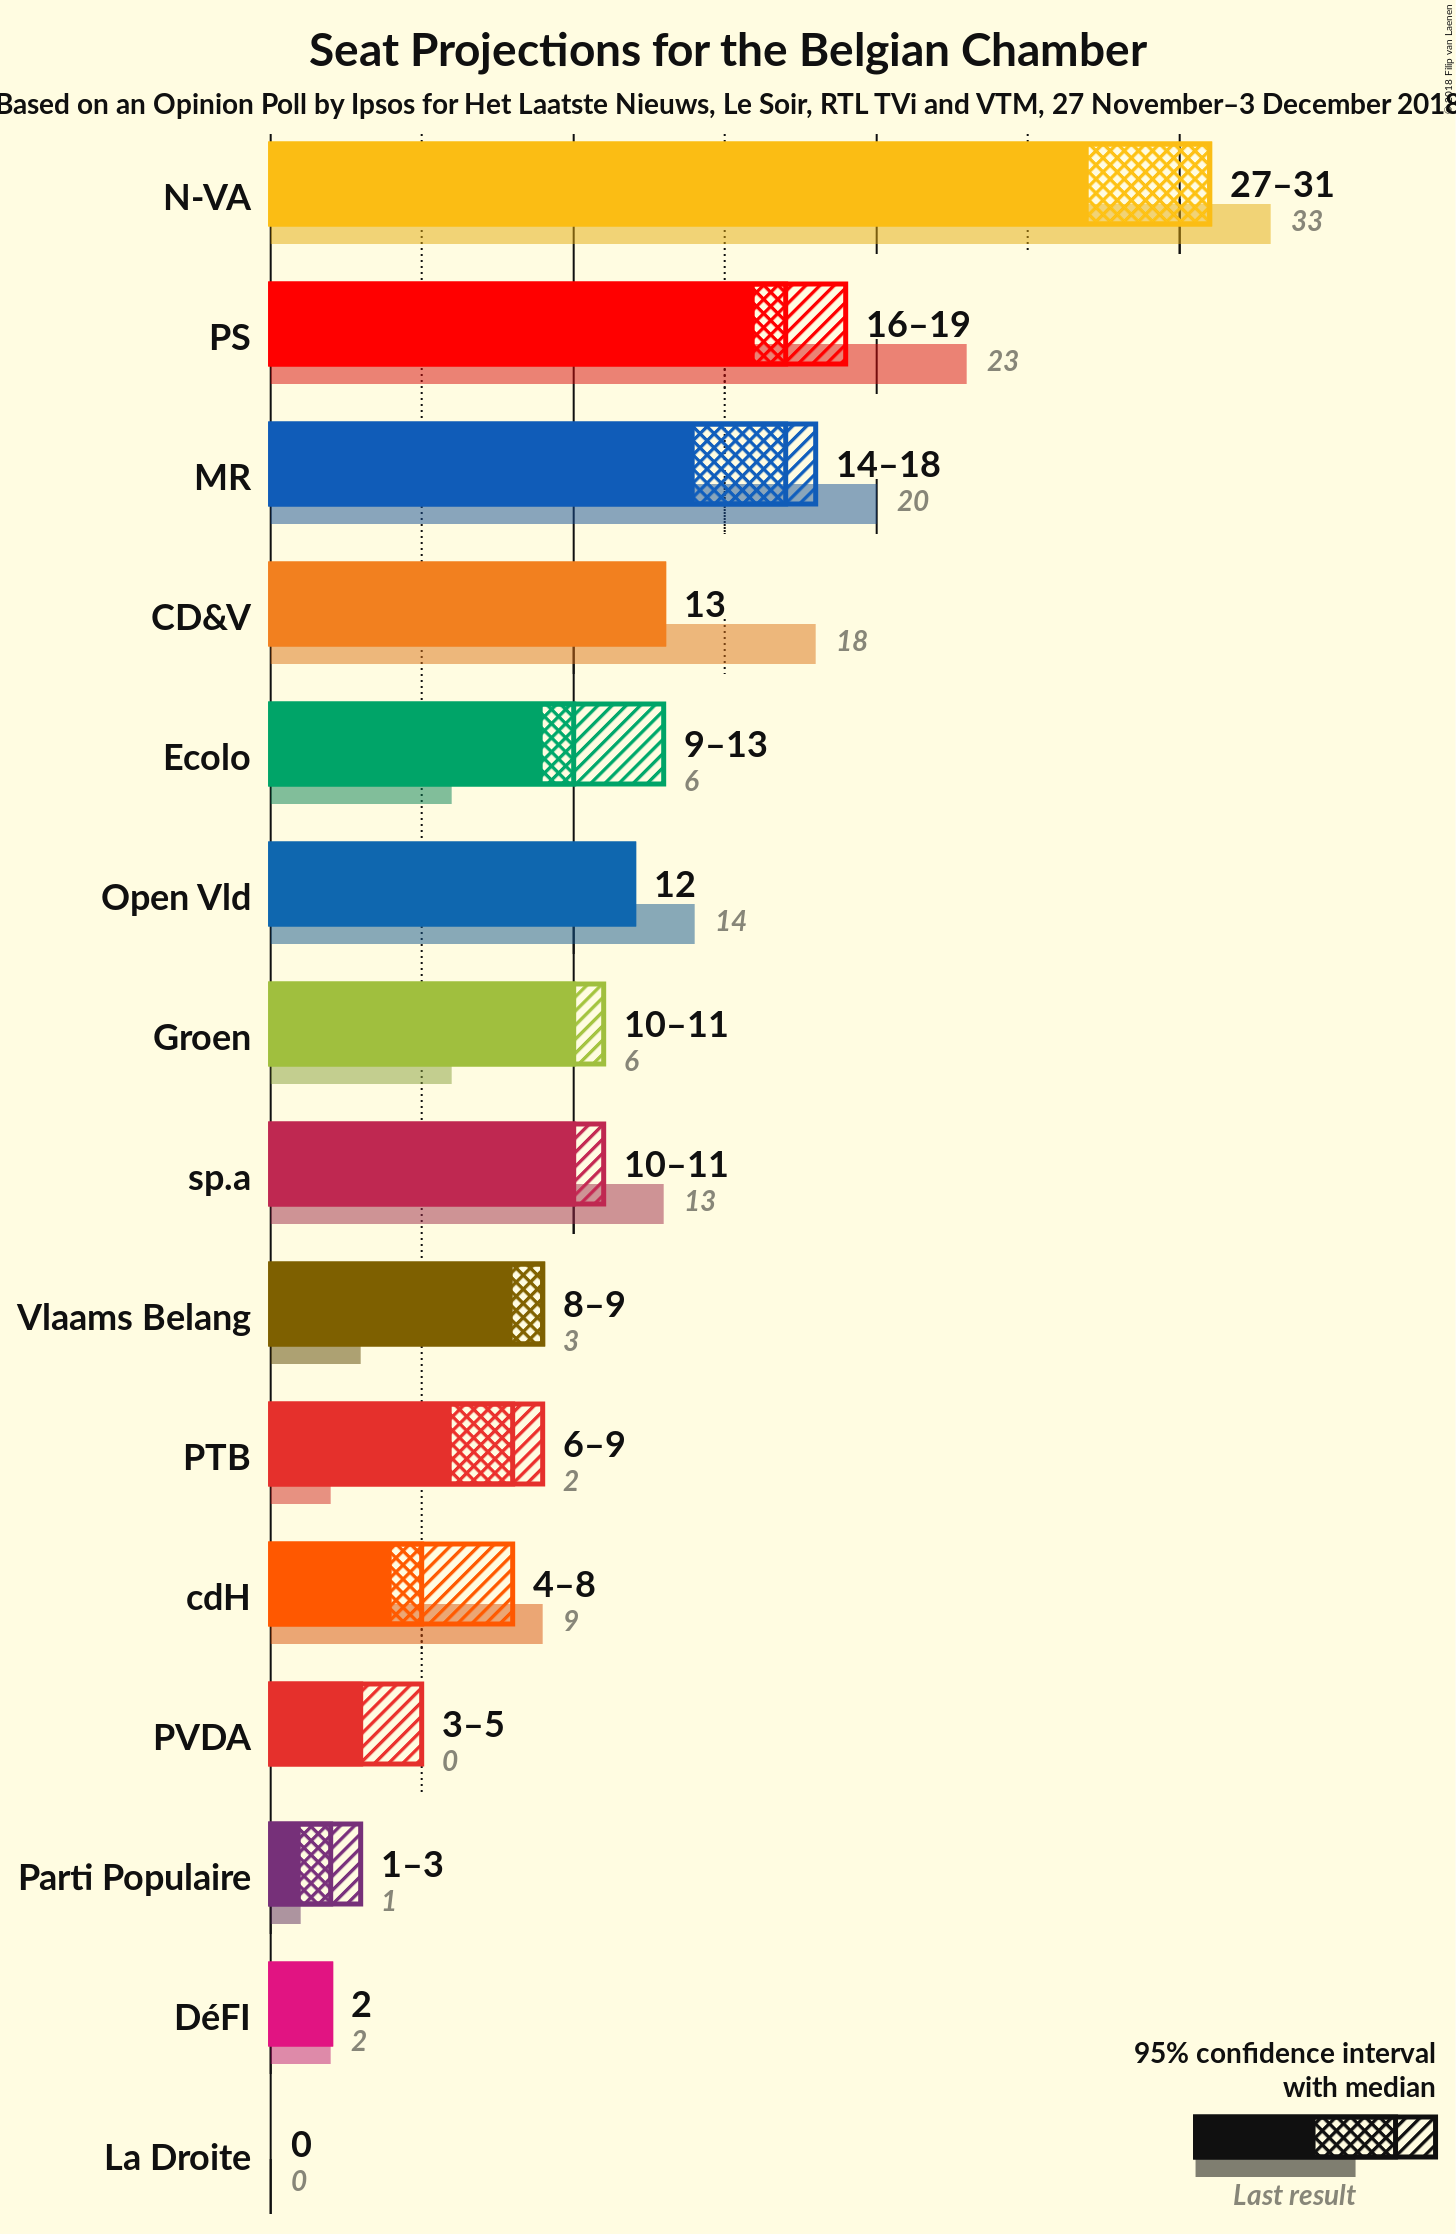 Seat Projections for the Belgian Chamber
Based on an Opinion Poll by Ipsos for Het Laatste Nieuws, Le Soir, RTL TVi and VTM, 27 November–3 December 2018
©2018 Filip van Laenen
N-VA
27–31
33
PS
16–19
23
MR
14–18
20
CD&V
13
18
Ecolo
9–13
6
Open Vld
12
14
Groen
10–11
6
sp.a
10–11
13
Vlaams Belang
8–9
3
PTB
6–9
2
cdH
4–8
9
PVDA
3–5
0
Parti Populaire
1–3
1
DéFI
2
2
La Droite
0
0
95% confidence interval
with median
Last result